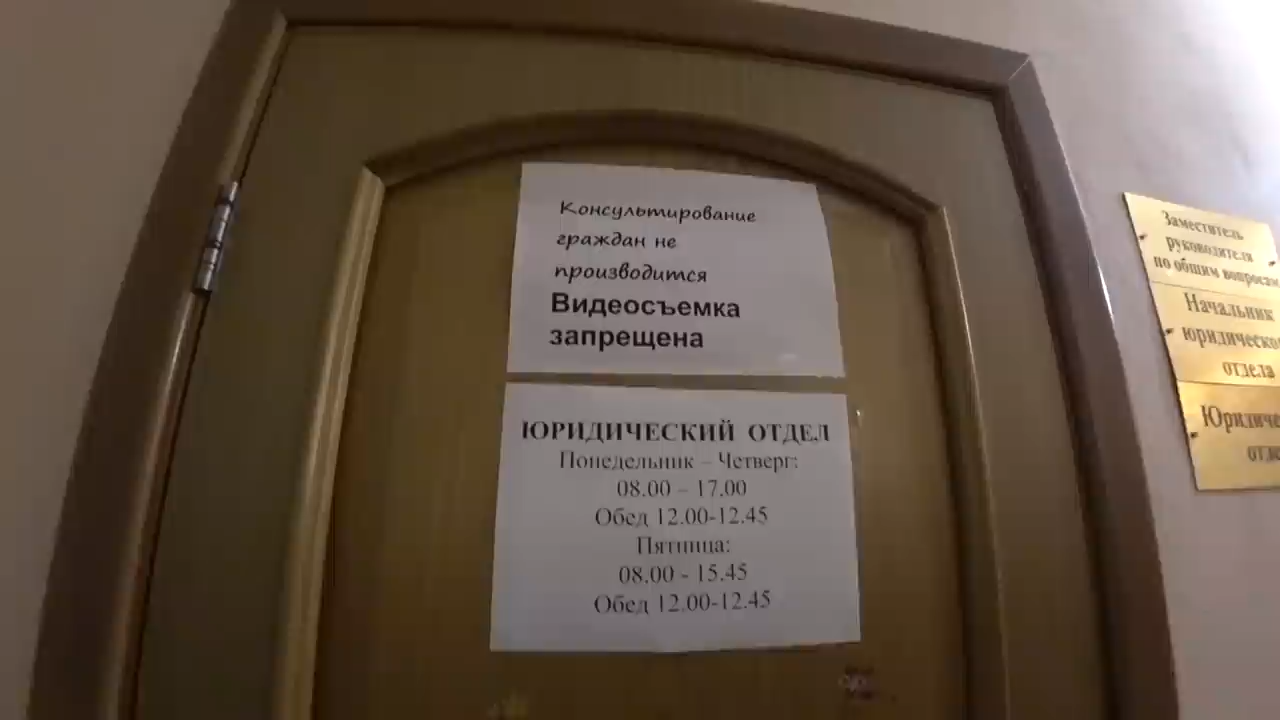 Консультирование
граждан не
производится
Видеосъемка
запрещена
ЮРИДИЧЕСКИЙ ОТДЕЛ
Понедельник – Четверг:
08.00 – 17.00
Обед 12.00-12.45
Пятница:
08.00 - 15.45
Обед 12.00-12.45
Заместитель
руководителя
по общим вопросам
Начальник
отдела